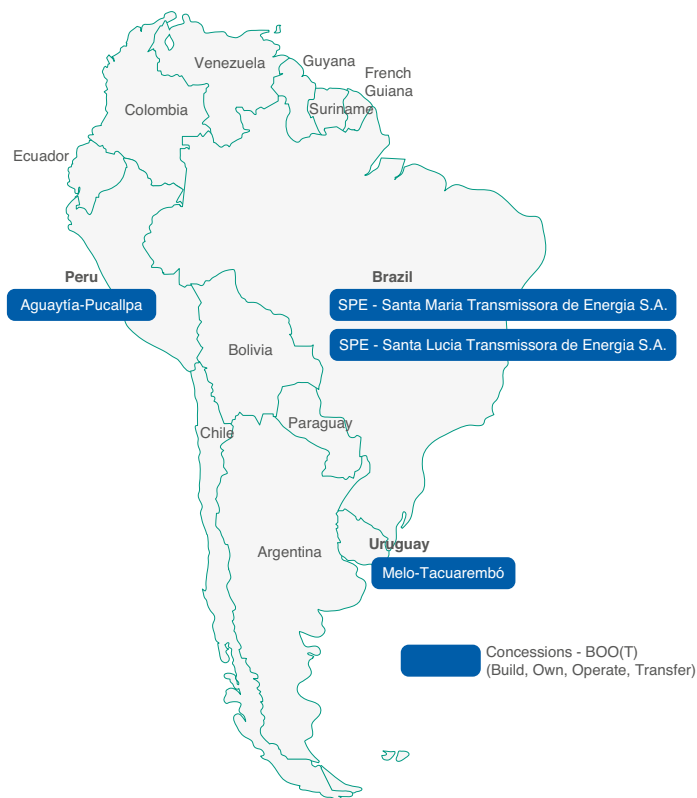 Venezuela
Guyana
French
Guiana
Suriname
Colombia
Ecuador
Peru
Aguaytía-Pucallpa
Brazil
SPE - Santa Maria Transmissora de Energia S.A.
SPE - Santa Lucia Transmissora de Energia S.A.
Bolivia
Paraguay
Chile
Argentina
Uruguay
Melo-Tacuarembó
Concessions - BOO(T)
(Build, Own, Operate, Transfer)